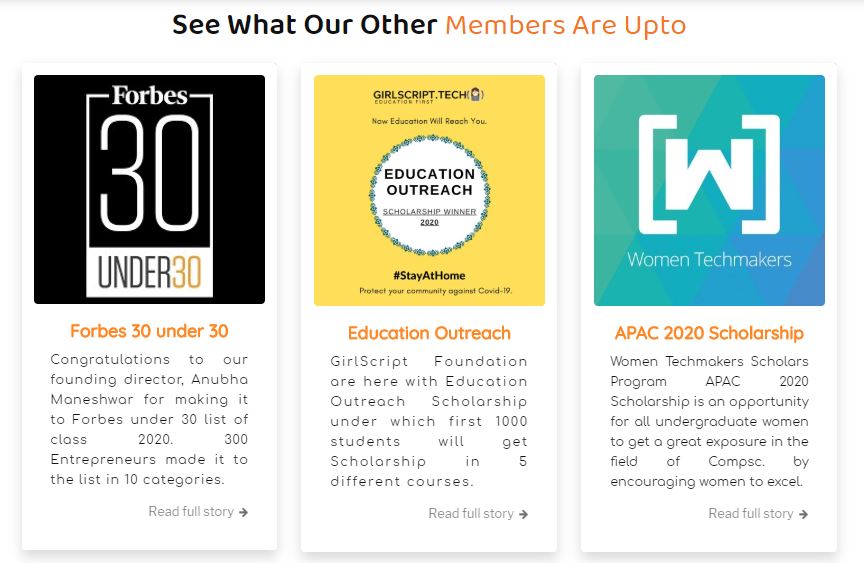 See What Our Other Members Are Upto
Forbes
30
UNDER30
Forbes 30 under 30
Congratulations to our
founding director, Anubha
Maneshwar for making it
to Forbes under 30 list of
class 2020. 300
Entrepreneurs made it to
the list in 10 categories.
Read full story →
GIRLSCRIPT.TECH
EDUCATION FIRST
Now Education Will Reach You.
EDUCATION
OUTREACH
SCHOLARSHIP WINNER
2020
#StayAtHome
Protect your community against Covid-19.
Education Outreach
GirlScript Foundation
are here with Education
Outreach Scholarship
under which first 1000
students will get
Scholarship in 5
different courses.
Read full story →
[W]
Women Techmakers
APAC 2020 Scholarship
Women Techmakers Scholars
Program APAC 2020
Scholarship is an opportunity
for all undergraduate women
to get a great exposure in the
field of Compsc. by
encouraging women to excel.
Read full story →